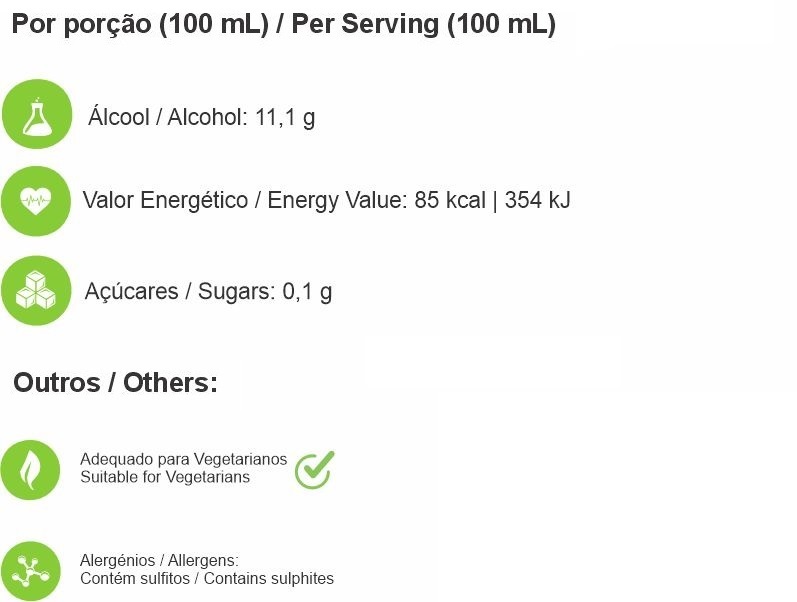 Por porção (100 mL) / Per Serving (100 mL)
Álcool / Alcohol: 11,1 g
Valor Energético / Energy Value: 85 kcal | 354 kJ
Açúcares / Sugars: 0,1 g
Outros / Others:
Adequado para Vegetarianos
Suitable for Vegetarians
Alergénios / Allergens:
Contém sulfitos / Contains sulphites